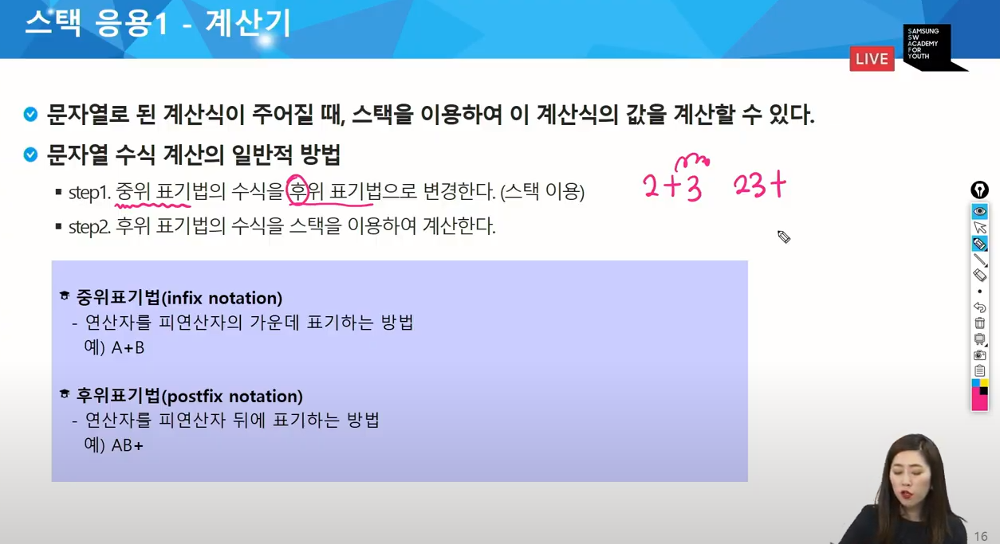 스택 응용1 - 계산기
LIVE
SAMSUNG
SW
ACADEMY
FOR
YOUTH
문자열로 된 계산식이 주어질 때, 스택을 이용하여 이 계산식의 값을 계산할 수 있다.
문자열 수식 계산의 일반적 방법
step1. 중위 표기법의 수식을 후위 표기법으로 변경한다. (스택 이용)
2+3 23+
step2. 후위 표기법의 수식을 스택을 이용하여 계산한다.
중위표기법(infix notation)
- 연산자를 피연산자의 가운데 표기하는 방법
예) A+B
후위표기법(postfix notation)
- 연산자를 피연산자 뒤에 표기하는 방법
예) AB+
16